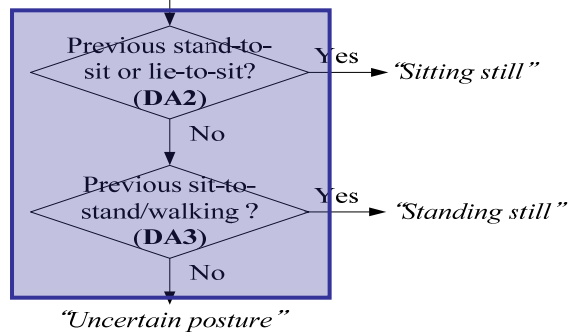 Previous stand-to-
sit or lie-to-sit?
(DA2)
Yes
“Sitting still”
No
Previous sit-to-
stand/walking ?
(DA3)
Yes
“Standing still”
No
“Uncertain posture”